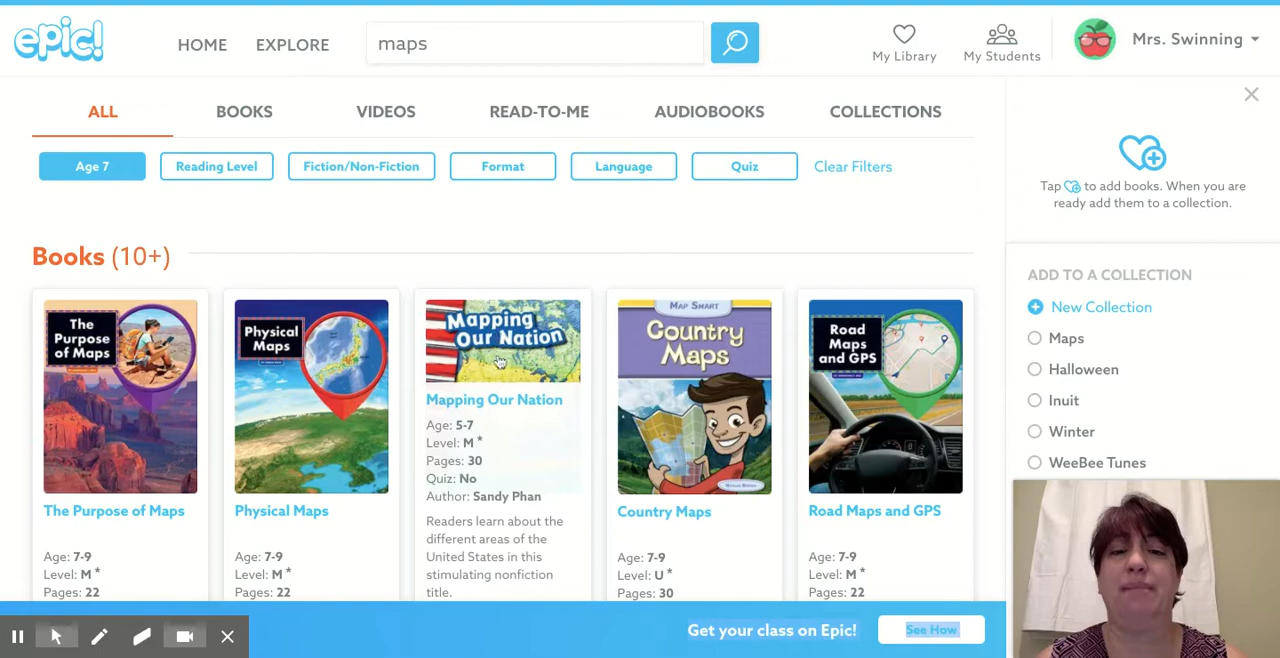 epic!
HOME
EXPLORE
maps
My Library
My Students
Mrs. Swinning
ALL
BOOKS
VIDEOS
READ-TO-ME
AUDIOBOOKS
COLLECTIONS
Age 7
Reading Level
Fiction/Non-Fiction
Format
Language
Quiz
Clear Filters
Tap to add books. When you are
ready add them to a collection.
ADD TO A COLLECTION
New Collection
Maps
Halloween
Inuit
Winter
WeeBee Tunes
Books (10+)
The
Purpose
of Maps
The Purpose of Maps
Age: 7-9
Level: M *
Pages: 22
Physical
Maps
Physical Maps
Age: 7-9
Level: M *
Pages: 22
Mapping
Our Nation
Mapping Our Nation
Age: 5-7
Level: M *
Pages: 30
Quiz: No
Author: Sandy Phan
Readers learn about the
different areas of the
United States in this
stimulating nonfiction
title.
MAP SMART
Country
Maps
Country Maps
Age: 7-9
Level: U *
Pages: 30
Road
Maps
and GPS
Road Maps and GPS
Age: 7-9
Level: M *
Pages: 22
Get your class on Epic!
See How